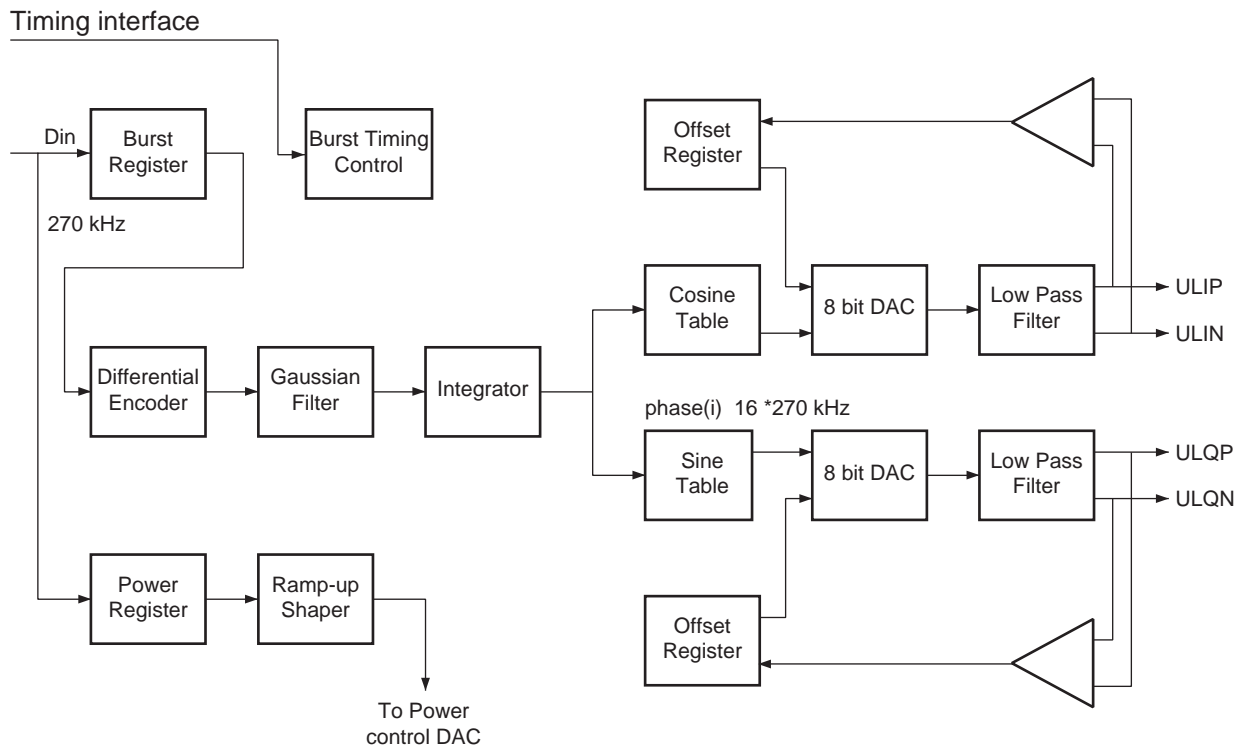 Timing interface
Din
Burst
Register
Burst Timing
Control
270 kHz
Offset
Register
Cosine
Table
8 bit DAC
Low Pass
Filter
ULIP
ULIN
Differential
Encoder
Gaussian
Filter
Integrator
phase(i) 16 *270 kHz
Sine
Table
8 bit DAC
Low Pass
Filter
ULQP
ULQN
Power
Register
Ramp-up
Shaper
Offset
Register
To Power
control DAC